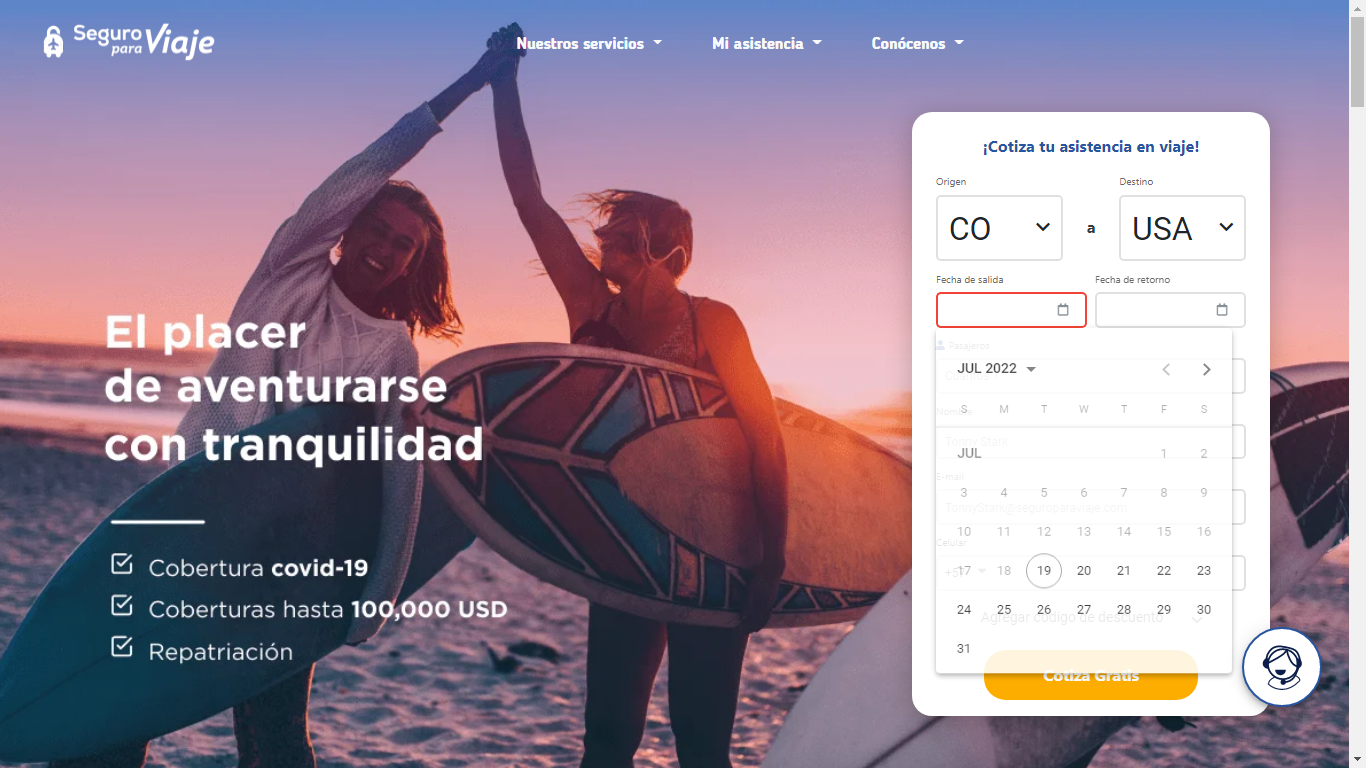 Seguro para Viaje
Nuestros servicios
Mi asistencia
Conócenos
El placer
de aventurarse
con tranquilidad
Cobertura covid-19
Coberturas hasta 100,000 USD
Repatriación
¡Cotiza tu asistencia en viaje!
Origen
Destino
CO
a
USA
Fecha de salida
Fecha de retorno
Pasajeros
JUL 2022
S M T W T F S
Nombre
Tonny Stark
JUL 1 2
E-mail
3 4 5 6 7 8 9
TonnyStark@seguroparaviaje.com
10 11 12 13 14 15 16
Célular
17 18 19 20 21 22 23
24 25 26 27 28 29 30
Agregar código de descuento
31
Cotiza Gratis